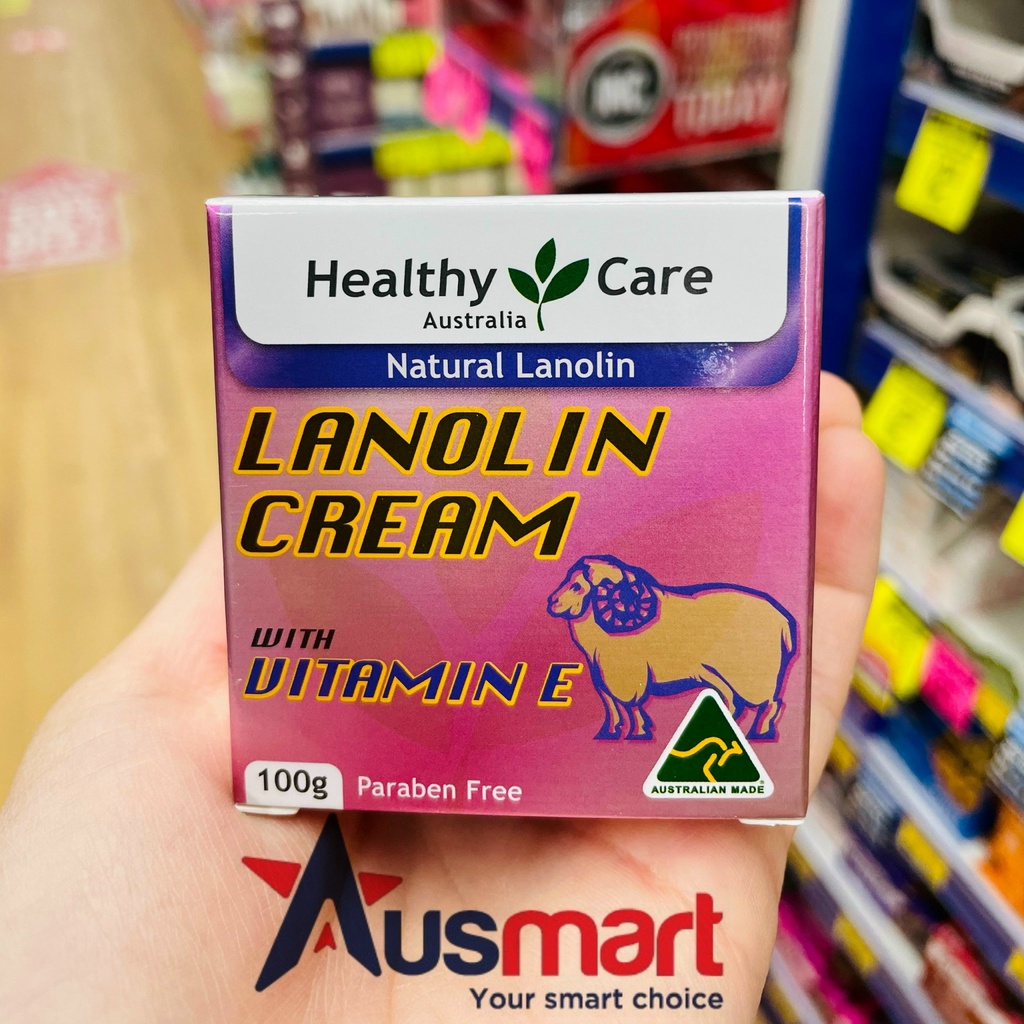 Healthy Care
Australia
Natural Lanolin
LANOLIN
CREAM
WITH
VITAMIN E
100g Paraben Free
AUSTRALIAN MADE
Ausmart
Your smart choice